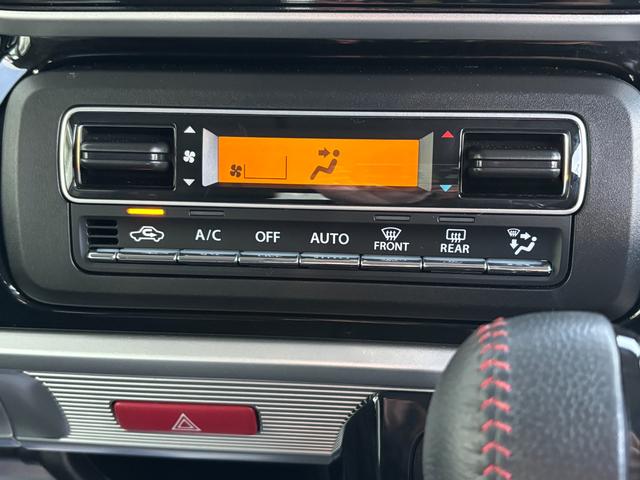 A/C OFF AUTO FRONT REAR